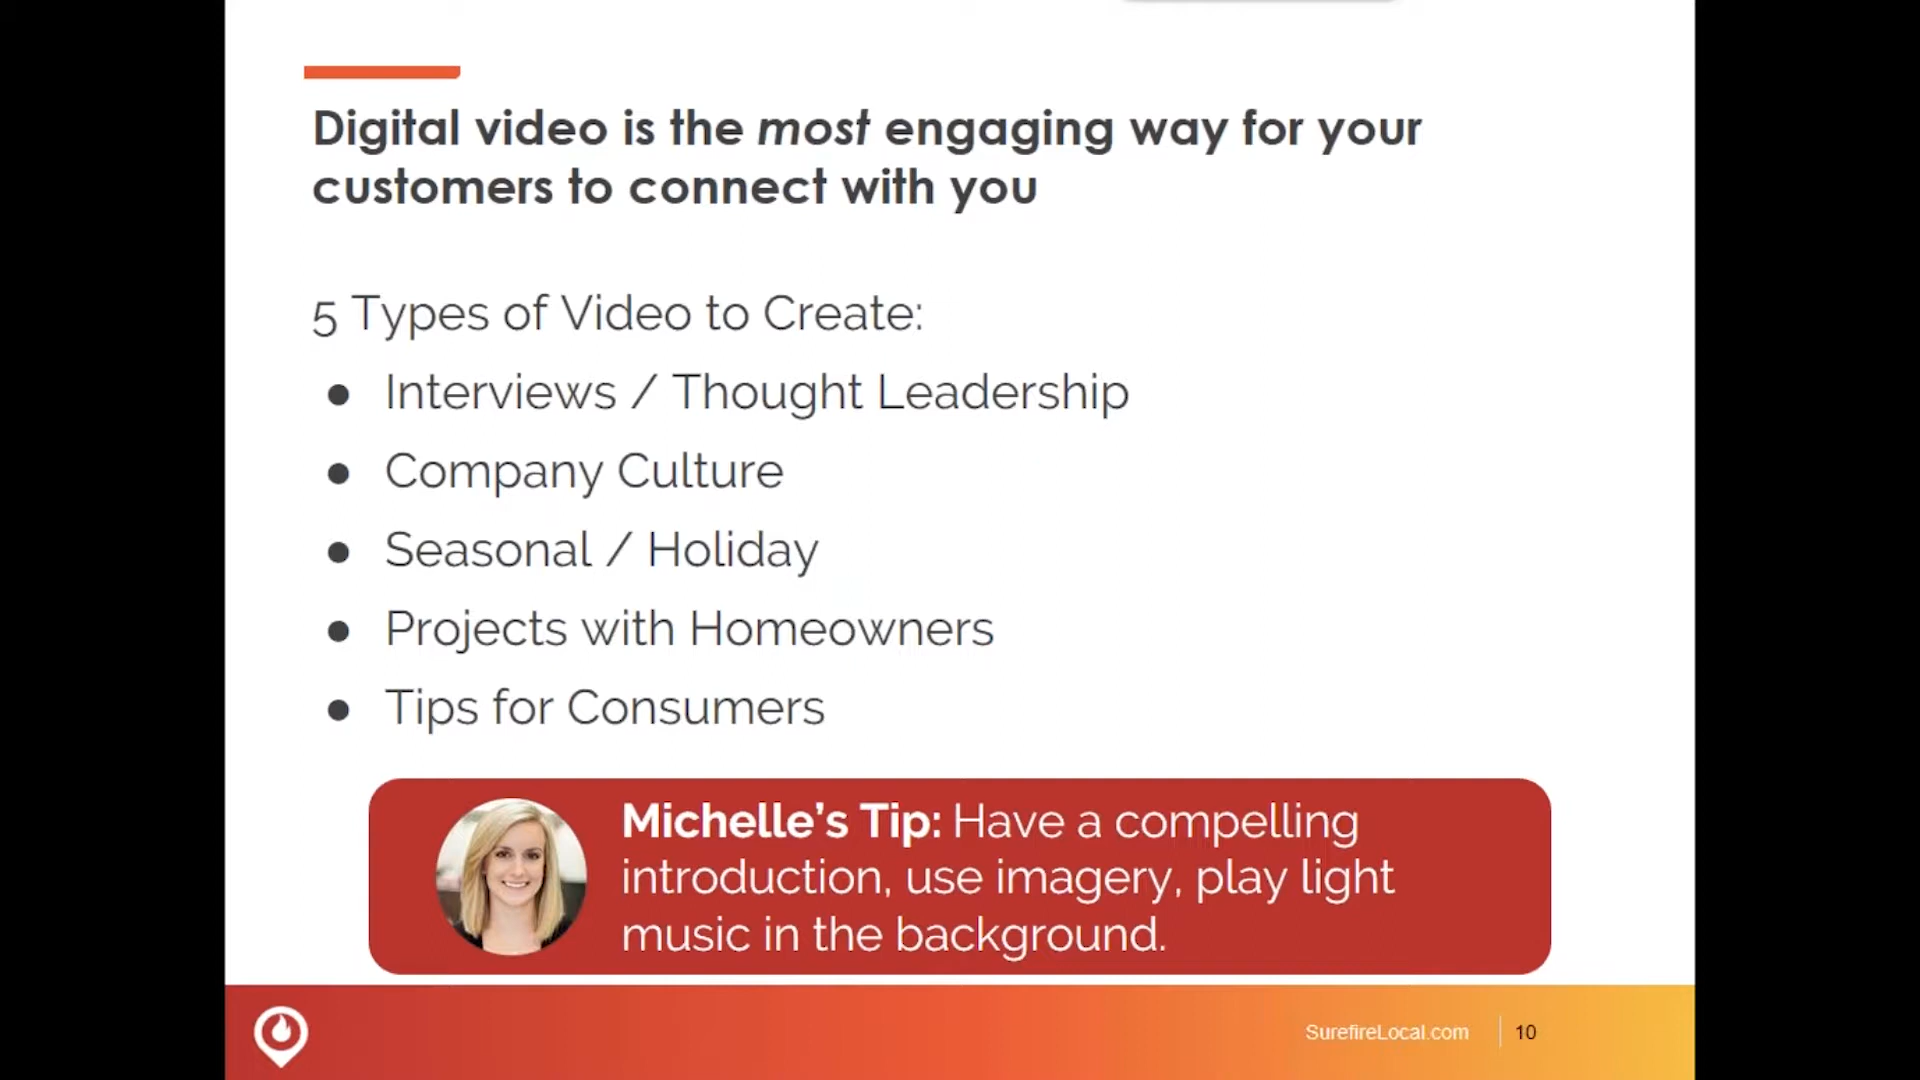 Digital video is the most engaging way for your
customers to connect with you
5 Types of Video to Create:
● Interviews / Thought Leadership
● Company Culture
● Seasonal / Holiday
● Projects with Homeowners
● Tips for Consumers
Michelle’s Tip: Have a compelling
introduction, use imagery, play light
music in the background.
SurefireLocal.com | 10